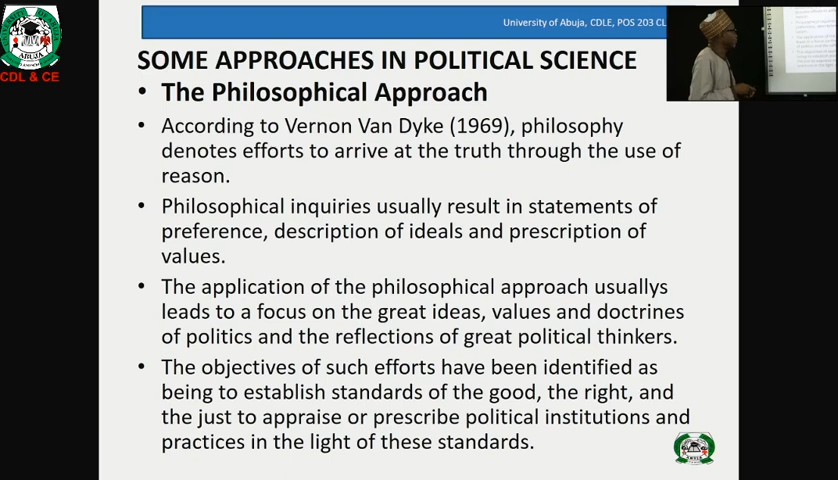 University of Abuja, CDLE, POS 203 CL
ABUJA
CDL & CE
SOME APPROACHES IN POLITICAL SCIENCE
• The Philosophical Approach
• According to Vernon Van Dyke (1969), philosophy
denotes efforts to arrive at the truth through the use of
reason.
• Philosophical inquiries usually result in statements of
preference, description of ideals and prescription of
values.
• The application of the philosophical approach usuallys
leads to a focus on the great ideas, values and doctrines
of politics and the reflections of great political thinkers.
• The objectives of such efforts have been identified as
being to establish standards of the good, the right, and
the just to appraise or prescribe political institutions and
practices in the light of these standards.